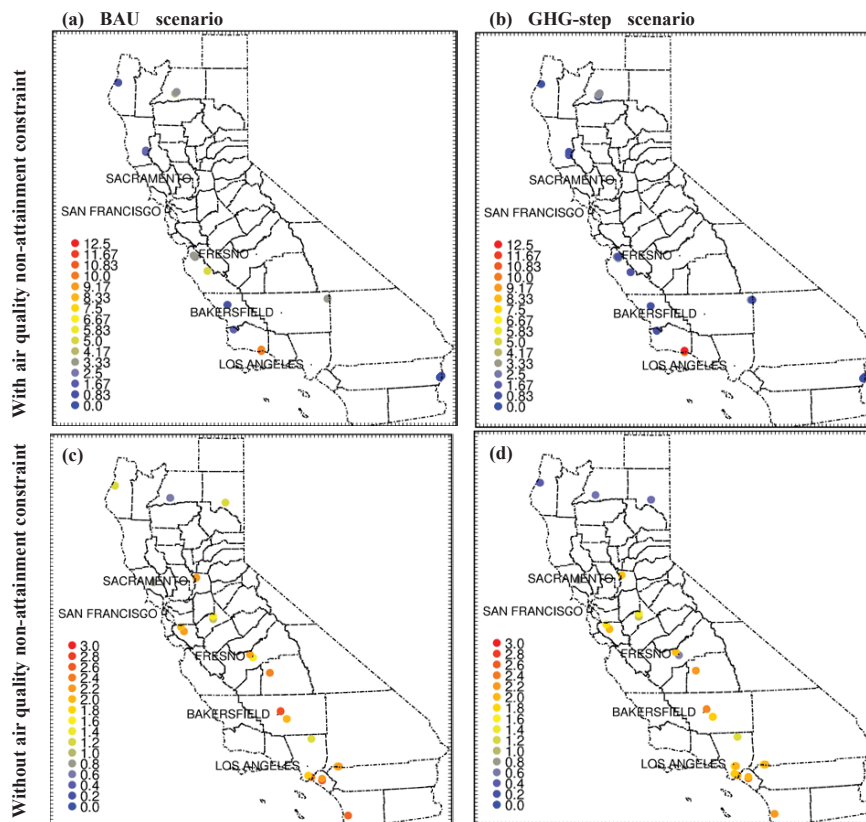 (a) BAU scenario
(b) GHG-step scenario
With air quality non-attainment constraint
SACRAMENTO
SAN FRANCISGO
FRESNO
BAKERSFIELD
LOS ANGELES
12.5
11.67
10.83
10.0
9.17
8.33
7.5
6.67
5.83
5.0
4.17
3.33
2.5
1.67
0.83
0.0
SACRAMENTO
SAN FRANCISGO
FRESNO
BAKERSFIELD
LOS ANGELES
12.5
11.67
10.83
10.0
9.17
8.33
7.5
6.67
5.83
5.0
4.17
3.33
2.5
1.67
0.83
0.0
Without air quality non-attainment constraint
(c)
(d)
SACRAMENTO
SAN FRANCISGO
FRESNO
BAKERSFIELD
LOS ANGELES
3.0
2.8
2.6
2.4
2.2
2.0
1.8
1.6
1.4
1.2
1.0
0.8
0.6
0.4
0.2
0.0
SACRAMENTO
SAN FRANCISGO
FRESNO
BAKERSFIELD
LOS ANGELES
3.0
2.8
2.6
2.4
2.2
2.0
1.8
1.6
1.4
1.2
1.0
0.8
0.6
0.4
0.2
0.0